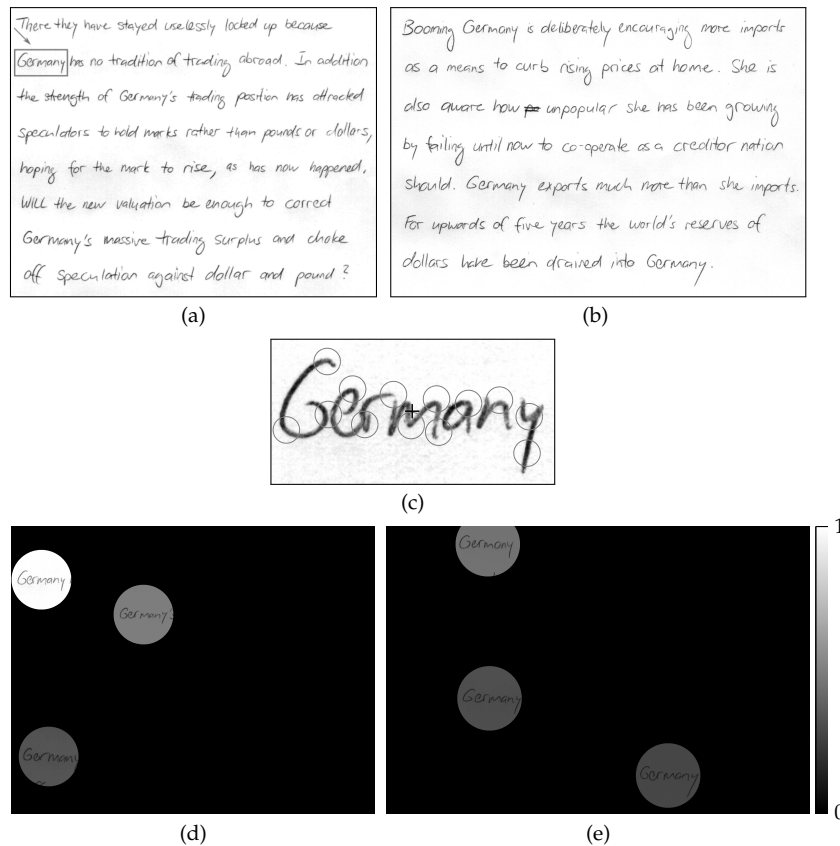 There they have stayed uselessly locked up because
Germany has no tradition of trading abroad. In addition
the strength of Germany's trading position has attracted
speculators to hold marks rather than pounds or dollars,
hoping for the mark to rise, as has now happened.
Will the new valuation be enough to correct
Germany's massive trading surplus and choke
off speculation against dollar and pound?
(a)
Booming Germany is deliberately encouraging more imports
as a means to curb rising prices at home. She is
also aware how unpopular she has been growing
by failing until now to co-operate as a creditor nation
should. Germany exports much more than she imports.
For upwards of five years the world's reserves of
dollars have been drained into Germany.
(b)
Germany
(c)
Germany
Germany's
Germany
(d)
Germany
Germany
Germany
(e)
1
0